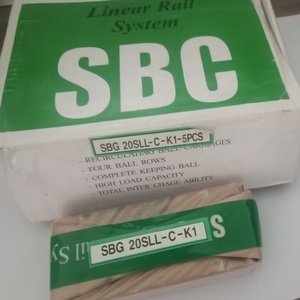 Linear Rail
System
SBC
SBG 20SLL-C-K1-5PCS
- RECIRCULATING BALL CARRIAGES
- FOUR BALL ROWS
- COMPLETE KEEPING BALL
- HIGH LOAD CAPACITY
- TOTAL INTER CHAGE ABILITY
SBG 20SLL-C-K1
S